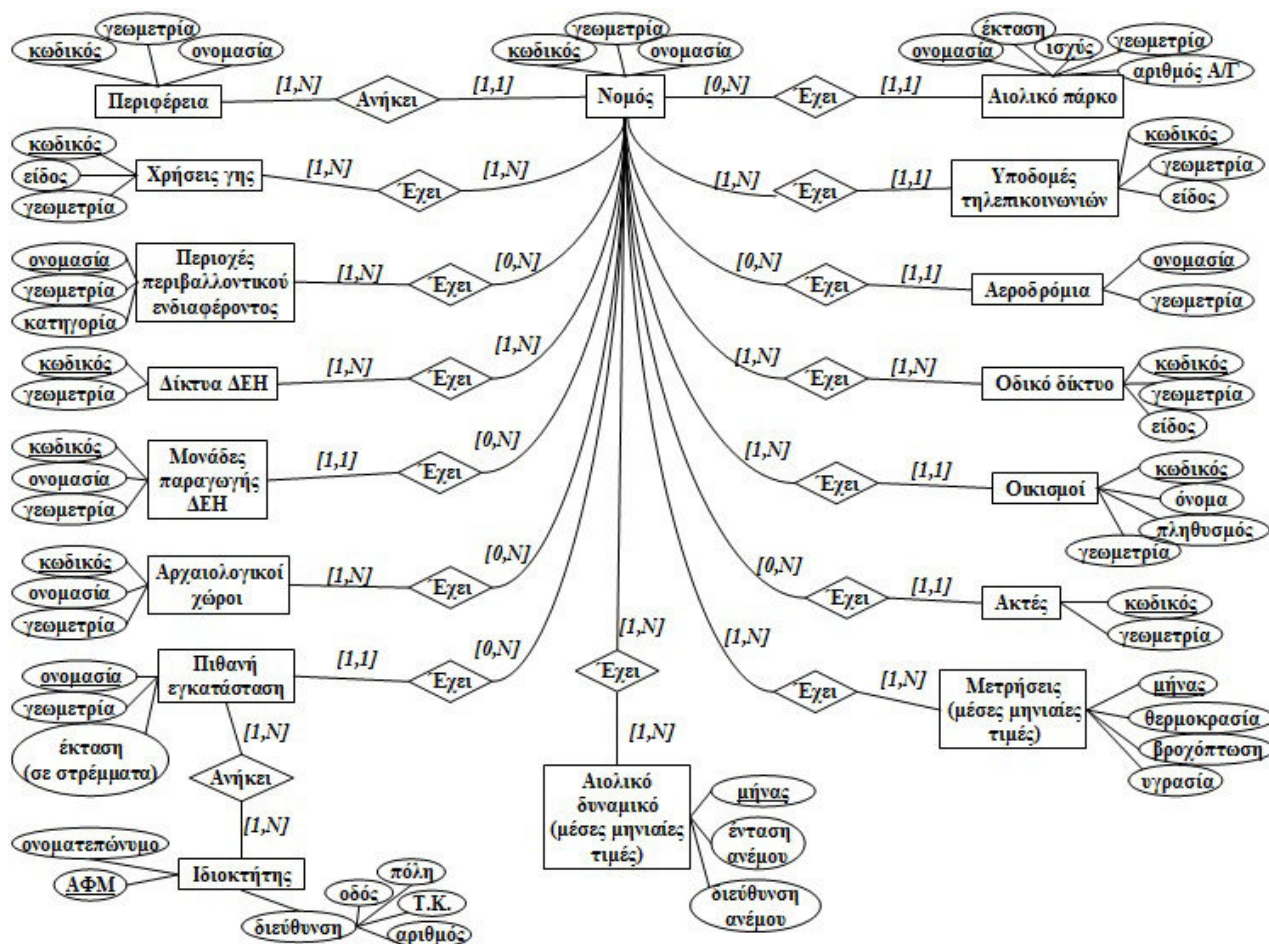 γεωμετρία
κωδικός
ονομασία
Περιφέρεια
[1,N]
Ανήκει
[1,1]
γεωμετρία
κωδικός
ονομασία
Νομός
[0,N]
Έχει
[1,1]
έκταση
ονομασία
ισχύς
γεωμετρία
αριθμός Α/Γ
Αιολικό πάρκο
κωδικός
είδος
γεωμετρία
Χρήσεις γης
[1,N]
Έχει
[1,N]
[1,N]
Έχει
[1,1]
Υποδομές
τηλεπικοινωνιών
κωδικός
γεωμετρία
είδος
ονομασία
γεωμετρία
κατηγορία
Περιοχές
περιβαλλοντικού
ενδιαφέροντος
[1,N]
Έχει
[0,N]
[0,N]
Έχει
[1,1]
Αεροδρόμια
ονομασία
γεωμετρία
κωδικός
γεωμετρία
Δίκτυα ΔΕΗ
[1,N]
Έχει
[1,N]
[1,N]
Έχει
[1,N]
Οδικό δίκτυο
κωδικός
γεωμετρία
είδος
κωδικός
ονομασία
γεωμετρία
Μονάδες
παραγωγής
ΔΕΗ
[1,1]
Έχει
[0,N]
[1,N]
Έχει
[1,1]
Οικισμοί
κωδικός
όνομα
πληθυσμός
γεωμετρία
κωδικός
ονομασία
γεωμετρία
Αρχαιολογικοί
χώροι
[1,N]
Έχει
[0,N]
[0,N]
Έχει
[1,1]
Ακτές
κωδικός
γεωμετρία
ονομασία
γεωμετρία
έκταση
(σε στρέμματα)
Πιθανή
εγκατάσταση
[1,1]
Έχει
[0,N]
[1,N]
Έχει
[1,N]
[1,N]
Έχει
[1,N]
Μετρήσεις
(μέσες μηνιαίες
τιμές)
μήνας
θερμοκρασία
βροχόπτωση
υγρασία
[1,N]
Ανήκει
[1,N]
Αιολικό
δυναμικό
(μέσες μηνιαίες
τιμές)
μήνας
ένταση
ανέμου
διεύθυνση
ανέμου
ονοματεπώνυμο
ΑΦΜ
Ιδιοκτήτης
διεύθυνση
οδός
πόλη
Τ.Κ.
αριθμός